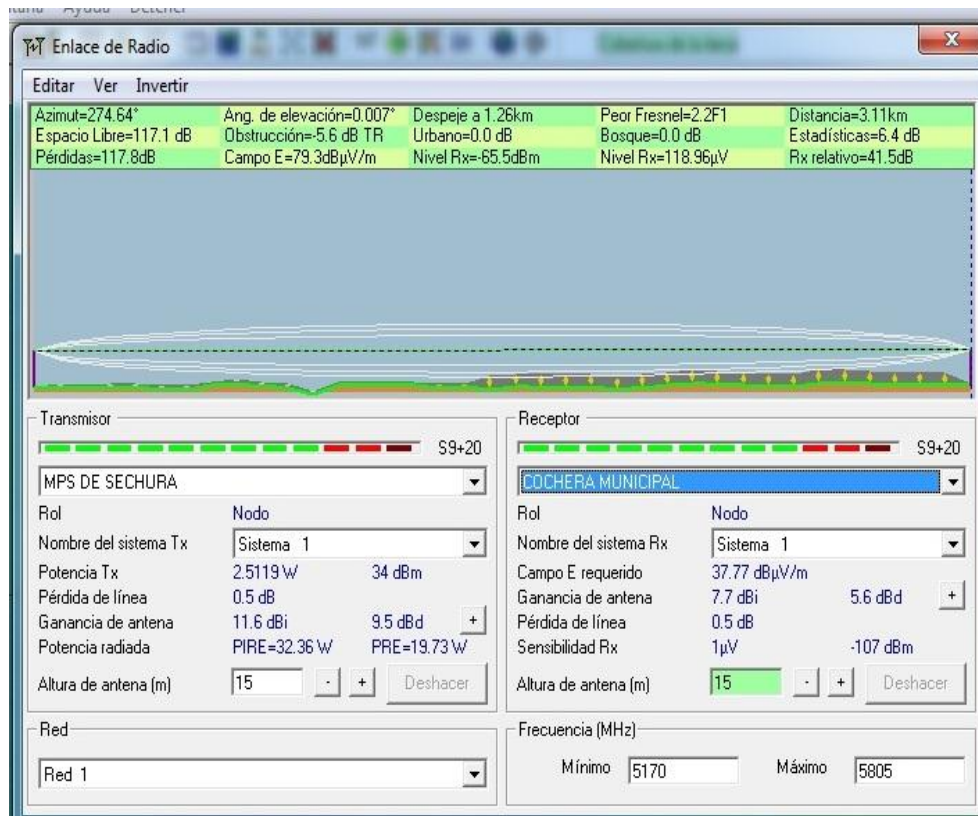 Ayuda Detener
Enlace de Radio
Editar Ver Invertir
Azimut=274.64° Ang. de elevación=0.007° Despeje a 1.26km Peor Fresnel=2.2F1 Distancia=3.11km
Espacio Libre=117.1 dB Obstrucción=-5.6 dB TR Urbano=0.0 dB Bosque=0.0 dB Estadísticas=6.4 dB
Pérdidas=117.8dB Campo E=79.3dBμV/m Nivel Rx=-65.5dBm Nivel Rx=118.96μV Rx relativo=41.5dB
Transmisor
S9+20
MPS DE SECHURA
Rol Nodo
Nombre del sistema Tx Sistema 1
Potencia Tx 2.5119 W 34 dBm
Pérdida de línea 0.5 dB
Ganancia de antena 11.6 dBi 9.5 dBd +
Potencia radiada PIRE=32.36 W PRE=19.73 W
Altura de antena (m) 15 - + Deshacer
Red
Red 1
Receptor
S9+20
COCHERA MUNICIPAL
Rol Nodo
Nombre del sistema Rx Sistema 1
Campo E requerido 37.77 dBμV/m
Ganancia de antena 7.7 dBi 5.6 dBd +
Pérdida de línea 0.5 dB
Sensibilidad Rx 1μV -107 dBm
Altura de antena (m) 15 - + Deshacer
Frecuencia (MHz)
Mínimo 5170 Máximo 5805